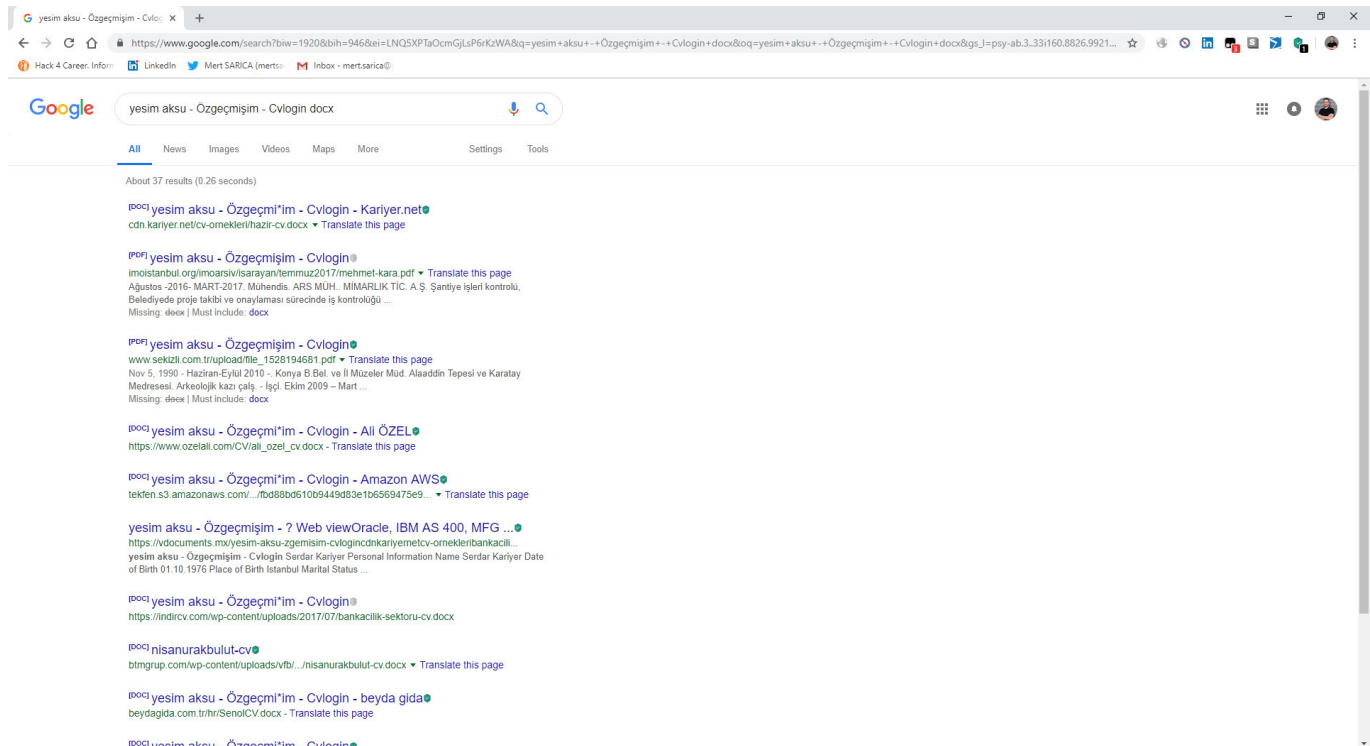 yesim aksu - Özgeçmişim - Cvlog
https://www.google.com/search?biw=1920&bih=946&ei=LNQ5XPTaOcmGjLsP6rKzWA&q=yesim+aksu+-+Özgeçmişim+-+Cvlogin+docx&oq=yesim+aksu+-+Özgeçmişim+-+Cvlogin+docx&gs_l=psy-ab.3..33i160.8826.9921...
Hack 4 Career. Inform LinkedIn Mert SARICA (mertsa Inbox - mert.sarica@
Google yesim aksu - Özgeçmişim - Cvlogin docx
All News Images Videos Maps More Settings Tools
About 37 results (0.26 seconds)
[DOC] yesim aksu - Özgeçmi*im - Cvlogin - Kariyer.net
cdn.kariyer.net/cv-ornekleri/hazir-cv.docx ▼ Translate this page
[PDF] yesim aksu - Özgeçmişim - Cvlogin
imoistanbul.org/imoarsiv/isarayan/temmuz2017/mehmet-kara.pdf ▼ Translate this page
Ağustos -2016- MART-2017. Mühendis. ARS MÜH.. MİMARLIK TİC. A.Ş. Şantiye işleri kontrolü,
Belediyede proje takibi ve onaylaması sürecinde iş kontrolüğü ...
Missing: docx | Must include: docx
[PDF] yesim aksu - Özgeçmişim - Cvlogin
www.sekizli.com.tr/upload/file_1528194681.pdf ▼ Translate this page
Nov 5, 1990 - Haziran-Eylül 2010 -. Konya B.Bel. ve İl Müzeler Müd. Alaaddin Tepesi ve Karatay
Medresesi. Arkeolojik kazı çalş. - İşçi. Ekim 2009 – Mart ...
Missing: docx | Must include: docx
[DOC] yesim aksu - Özgeçmi*im - Cvlogin - Ali ÖZEL
https://www.ozelali.com/CV/ali_ozel_cv.docx - Translate this page
[DOC] yesim aksu - Özgeçmi*im - Cvlogin - Amazon AWS
tekfen.s3.amazonaws.com/.../fbd88bd610b9449d83e1b6569475e9... ▼ Translate this page
yesim aksu - Özgeçmişim - ? Web viewOracle, IBM AS 400, MFG ...
https://vdocuments.mx/yesim-aksu-zgemisim-cvlogincdnkariyernetcv-ornekleribankacili...
yesim aksu - Özgeçmişim - Cvlogin Serdar Kariyer Personal Information Name Serdar Kariyer Date
of Birth 01.10.1976 Place of Birth Istanbul Marital Status ...
[DOC] yesim aksu - Özgeçmi*im - Cvlogin
https://indircv.com/wp-content/uploads/2017/07/bankacilik-sektoru-cv.docx
[DOC] nisanurakbulut-cv
btmgrup.com/wp-content/uploads/vfb/.../nisanurakbulut-cv.docx ▼ Translate this page
[DOC] yesim aksu - Özgeçmi*im - Cvlogin - beyda gida
beydagida.com.tr/hr/SenolCV.docx - Translate this page
[DOC] yesim aksu - Özgeçmi*im - Cvlogin